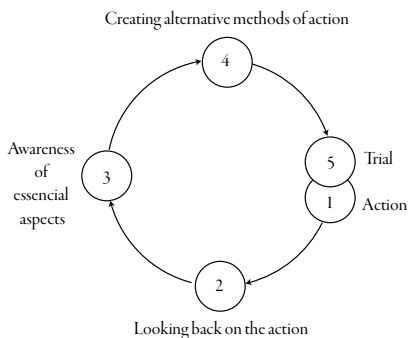 Creating alternative methods of action
4
5
Trial
Awareness
of
essencial
aspects
3
1
Action
2
Looking back on the action